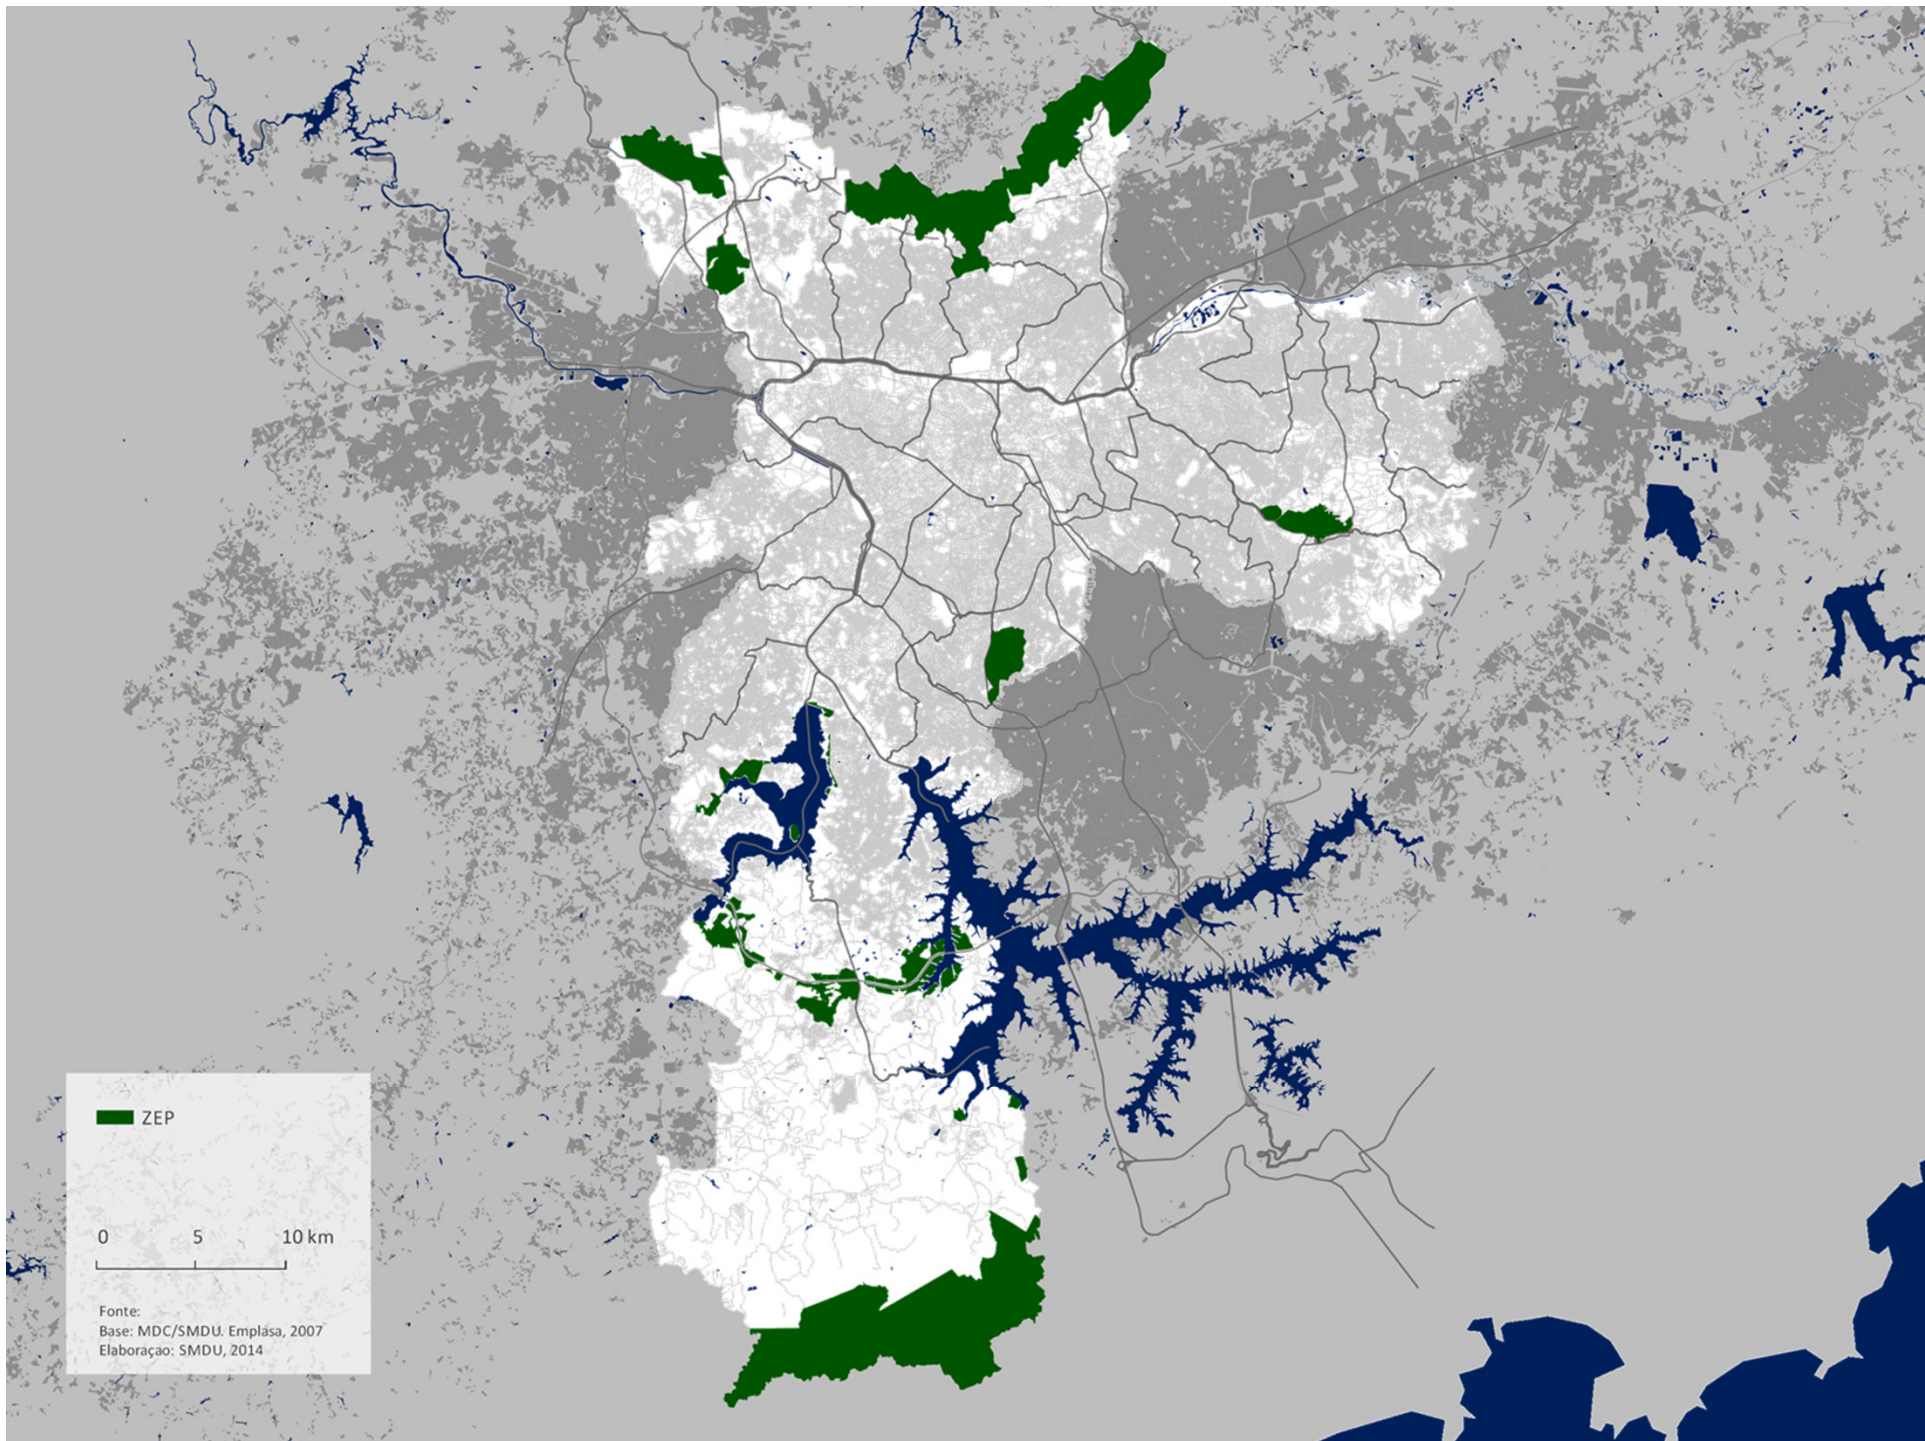 ZEP
0 5 10 km
Fonte:
Base: MDC/SMDU. Emplasa, 2007
Elaboraçao: SMDU, 2014